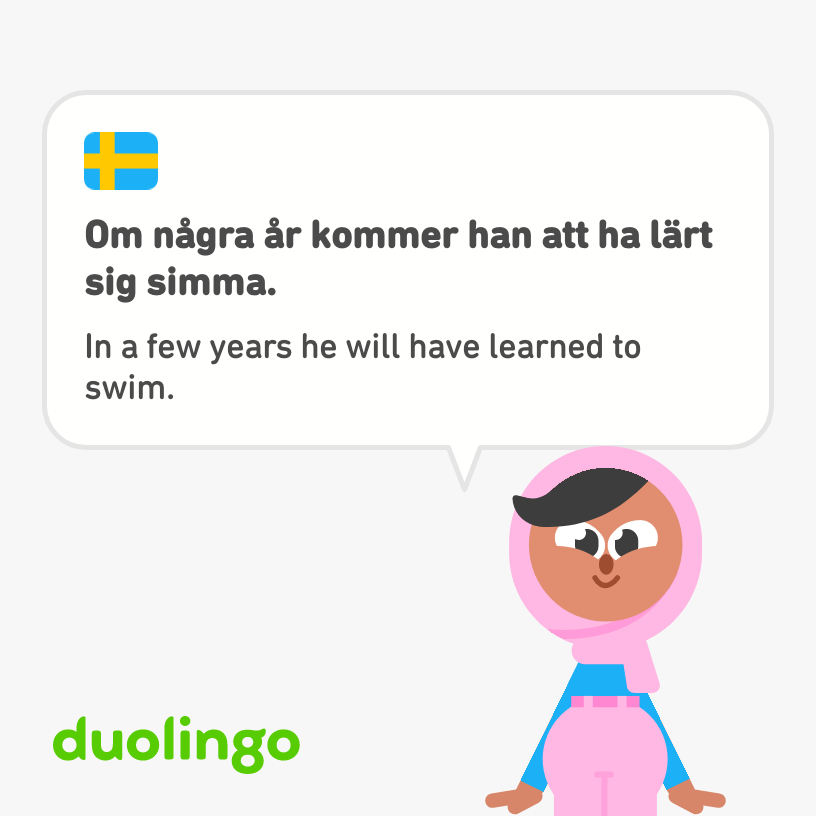 Om några år kommer han att ha lärt
sig simma.
In a few years he will have learned to
swim.
duolingo